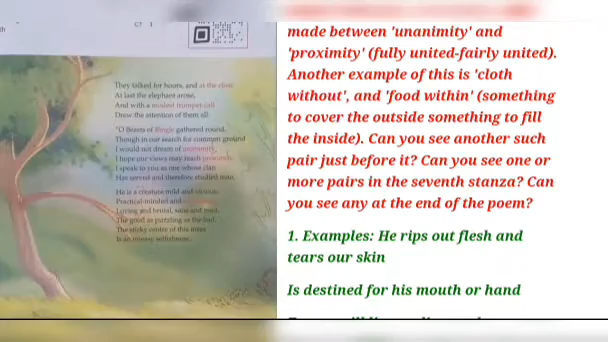 C7
They talked for hours, and at the close
At last the elephant arose,
And with a modest trumpet-call
Drew the attention of them all:
"O Beasts of Bingle gathered round,
Though in our search for common ground
I would not dream of unanimity,
I hope our views may reach proximity.
I speak to you as one whose clan
Has served and therefore studied man.
He is a creature mild and vicious,
Practical-minded and
Loving and brutal, sane and mad,
The good as puzzling as the bad.
The sticky centre of this mess
Is an uneasy selfishness.
made between 'unanimity' and
'proximity' (fully united-fairly united).
Another example of this is 'cloth
without', and 'food within' (something
to cover the outside something to fill
the inside). Can you see another such
pair just before it? Can you see one or
more pairs in the seventh stanza? Can
you see any at the end of the poem?
1. Examples: He rips out flesh and
tears our skin
Is destined for his mouth or hand